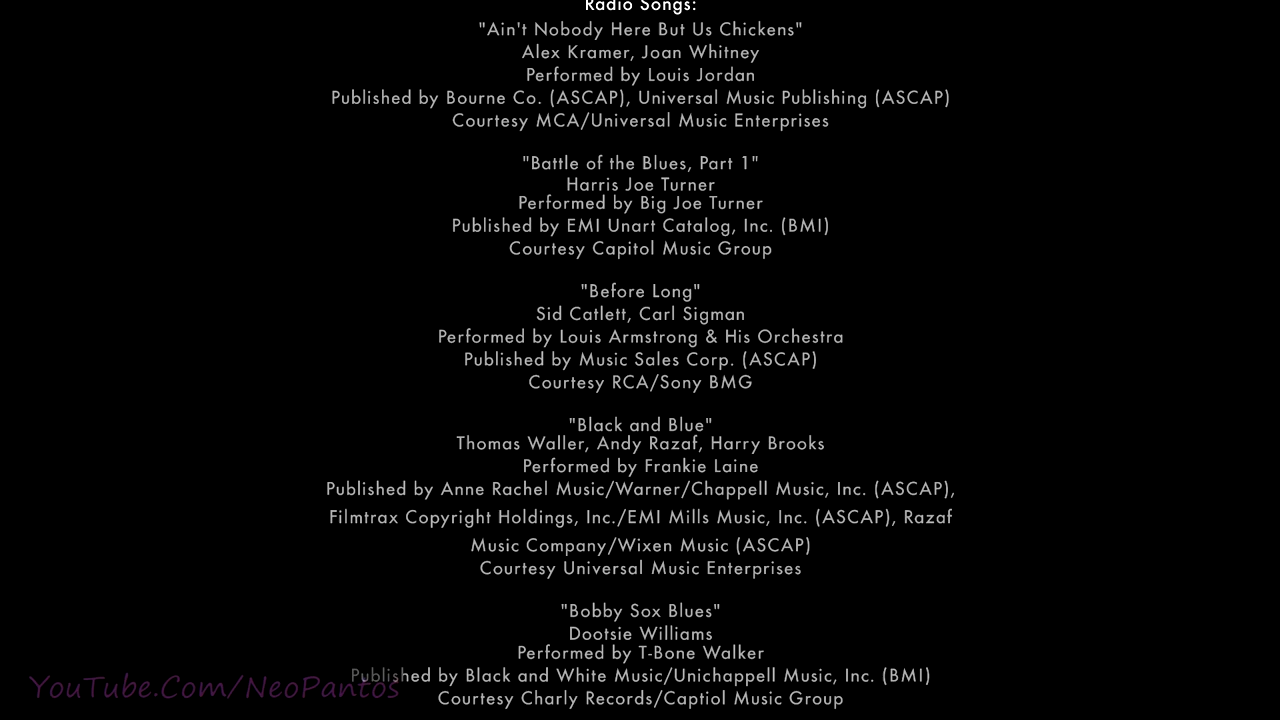 Radio Songs:
"Ain't Nobody Here But Us Chickens"
Alex Kramer, Joan Whitney
Performed by Louis Jordan
Published by Bourne Co. (ASCAP), Universal Music Publishing (ASCAP)
Courtesy MCA/Universal Music Enterprises
"Battle of the Blues, Part 1"
Harris Joe Turner
Performed by Big Joe Turner
Published by EMI Unart Catalog, Inc. (BMI)
Courtesy Capitol Music Group
"Before Long"
Sid Catlett, Carl Sigman
Performed by Louis Armstrong & His Orchestra
Published by Music Sales Corp. (ASCAP)
Courtesy RCA/Sony BMG
"Black and Blue"
Thomas Waller, Andy Razaf, Harry Brooks
Performed by Frankie Laine
Published by Anne Rachel Music/Warner/Chappell Music, Inc. (ASCAP),
Filmtrax Copyright Holdings, Inc./EMI Mills Music, Inc. (ASCAP), Razaf
Music Company/Wixen Music (ASCAP)
Courtesy Universal Music Enterprises
"Bobby Sox Blues"
Dootsie Williams
Performed by T-Bone Walker
Published by Black and White Music/Unichappell Music, Inc. (BMI)
Courtesy Charly Records/Captiol Music Group
YouTube.Com/NeoPantos